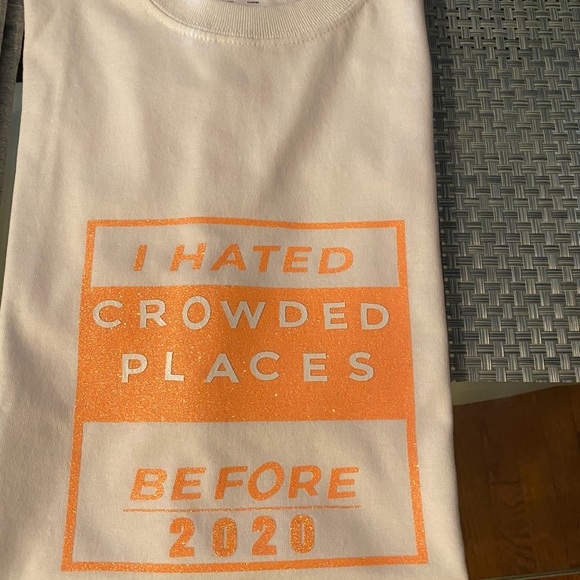 I HATED
CROWDED
PLACES
BEFORE
2020